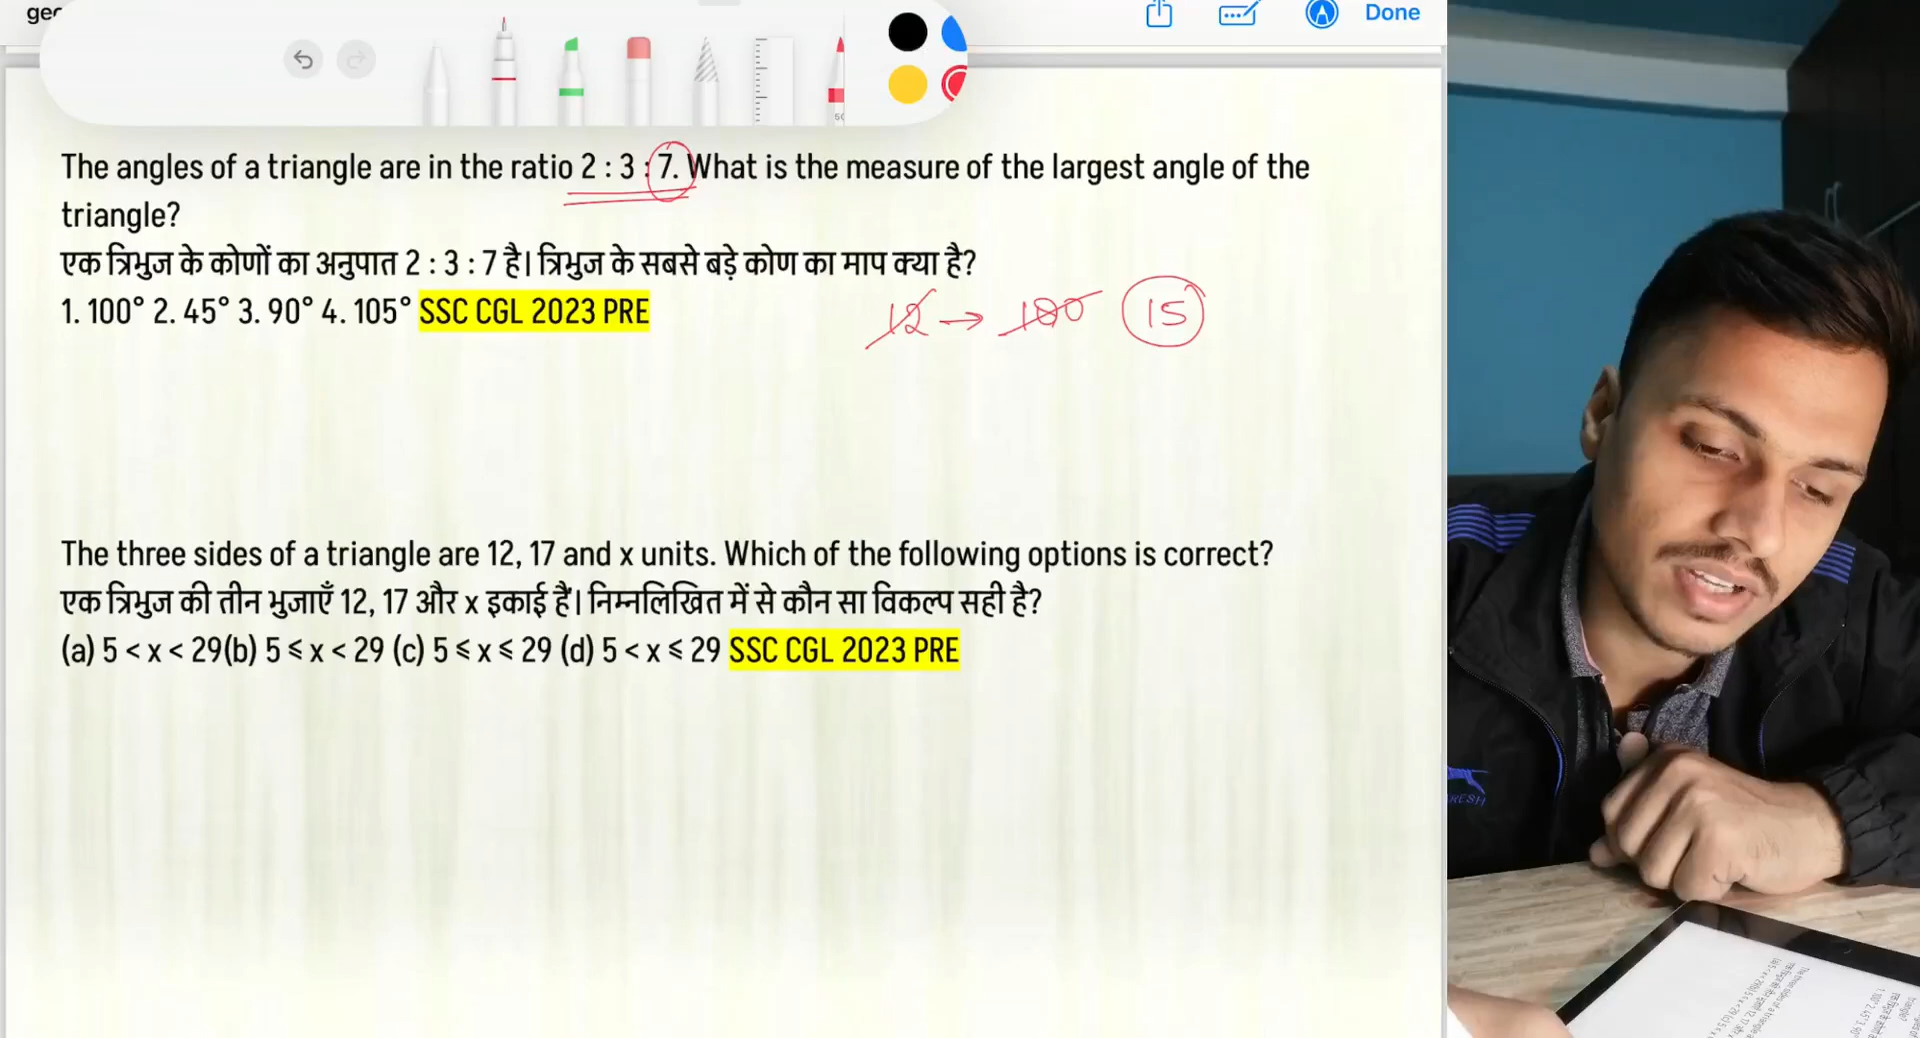 Done
The angles of a triangle are in the ratio 2 : 3 : 7. What is the measure of the largest angle of the
triangle?
एक त्रिभुज के कोणों का अनुपात 2 : 3 : 7 है। त्रिभुज के सबसे बड़े कोण का माप क्या है?
1. 100° 2. 45° 3. 90° 4. 105° SSC CGL 2023 PRE
12 → 180 15
The three sides of a triangle are 12, 17 and x units. Which of the following options is correct?
एक त्रिभुज की तीन भुजाएँ 12, 17 और x इकाई हैं। निम्नलिखित में से कौन सा विकल्प सही है?
(a) 5 < x < 29(b) 5 ⩽ x < 29 (c) 5 ⩽ x ⩽ 29 (d) 5 < x ⩽ 29 SSC CGL 2023 PRE